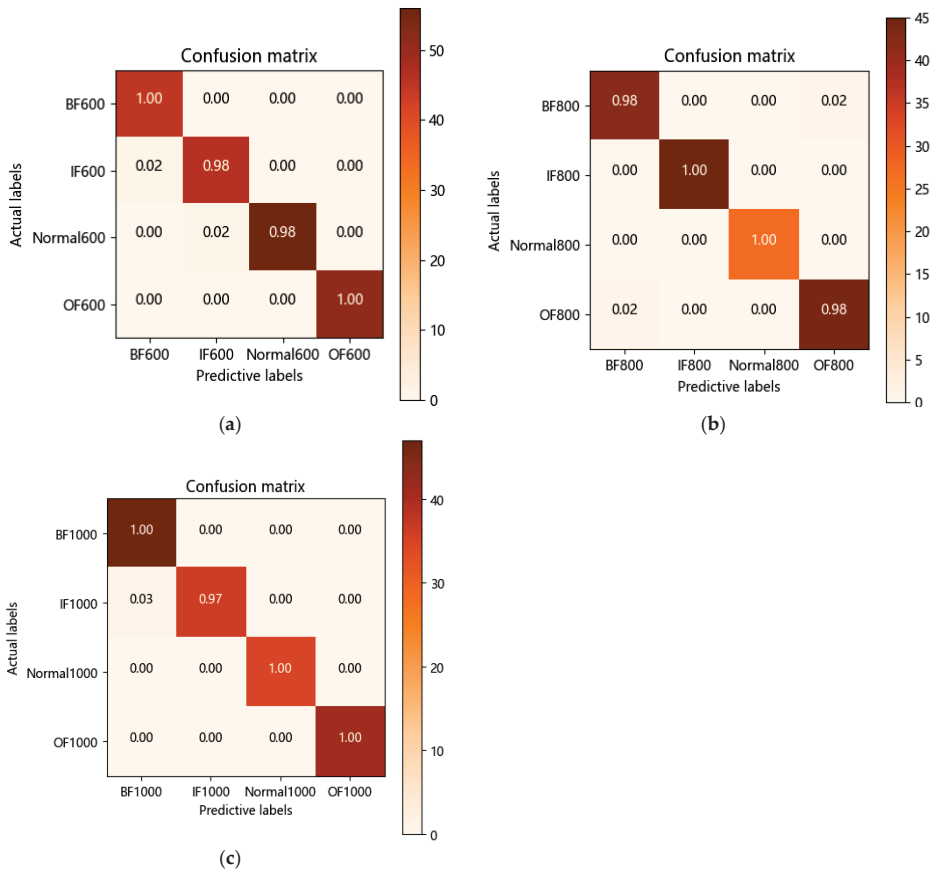 Confusion matrix
BF600 1.00 0.00 0.00 0.00
IF600 0.02 0.98 0.00 0.00
Normal600 0.00 0.02 0.98 0.00
OF600 0.00 0.00 0.00 1.00
BF600 IF600 Normal600 OF600
Predictive labels
Actual labels
50
40
30
20
10
0
(a)
Confusion matrix
BF800 0.98 0.00 0.00 0.02
IF800 0.00 1.00 0.00 0.00
Normal800 0.00 0.00 1.00 0.00
OF800 0.02 0.00 0.00 0.98
BF800 IF800 Normal800 OF800
Predictive labels
Actual labels
45
40
35
30
25
20
15
10
5
0
(b)
Confusion matrix
BF1000 1.00 0.00 0.00 0.00
IF1000 0.03 0.97 0.00 0.00
Normal1000 0.00 0.00 1.00 0.00
OF1000 0.00 0.00 0.00 1.00
BF1000 IF1000 Normal1000 OF1000
Predictive labels
Actual labels
40
30
20
10
0
(c)